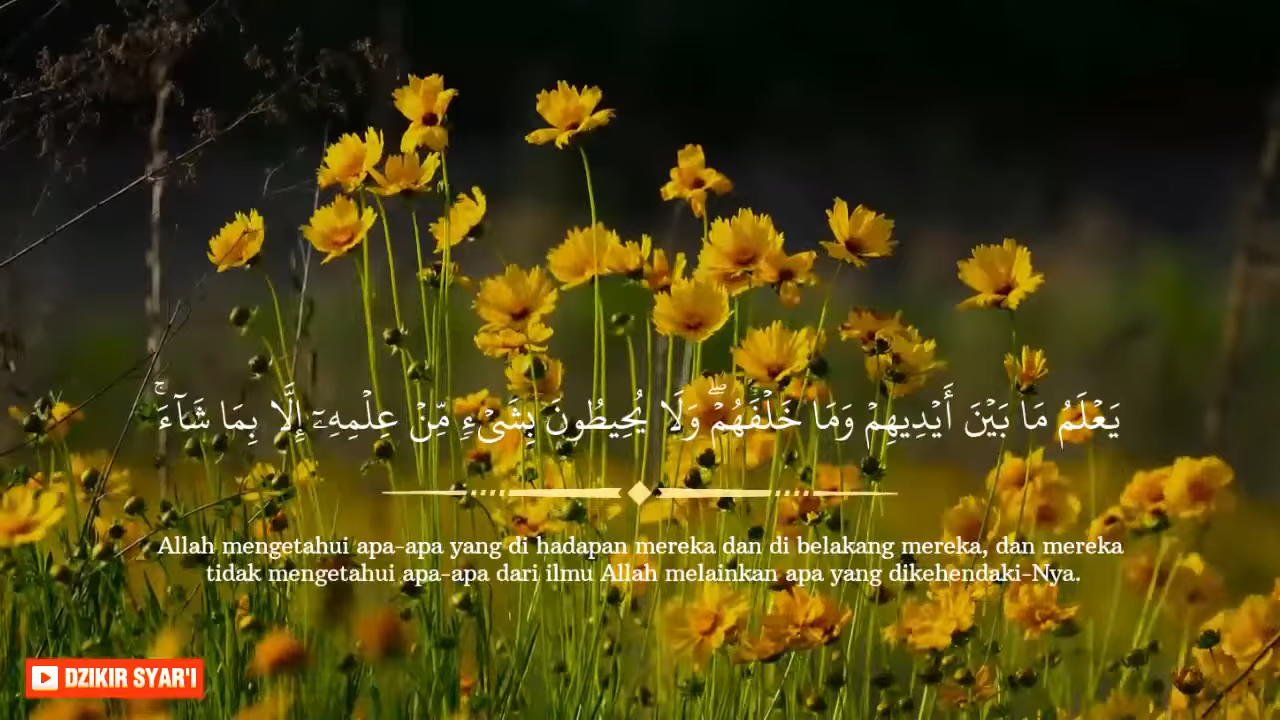 يَعْلَمُ مَا بَيْنَ أَيْدِيهِمْ وَمَا خَلْفَهُمْ ۖ وَلَا يُحِيطُونَ بِشَىْءٍ مِّنْ عِلْمِهِۦٓ إِلَّا بِمَا شَآءَ ۚ
Allah mengetahui apa-apa yang di hadapan mereka dan di belakang mereka, dan mereka
tidak mengetahui apa-apa dari ilmu Allah melainkan apa yang dikehendaki-Nya.
DZIKIR SYAR'I